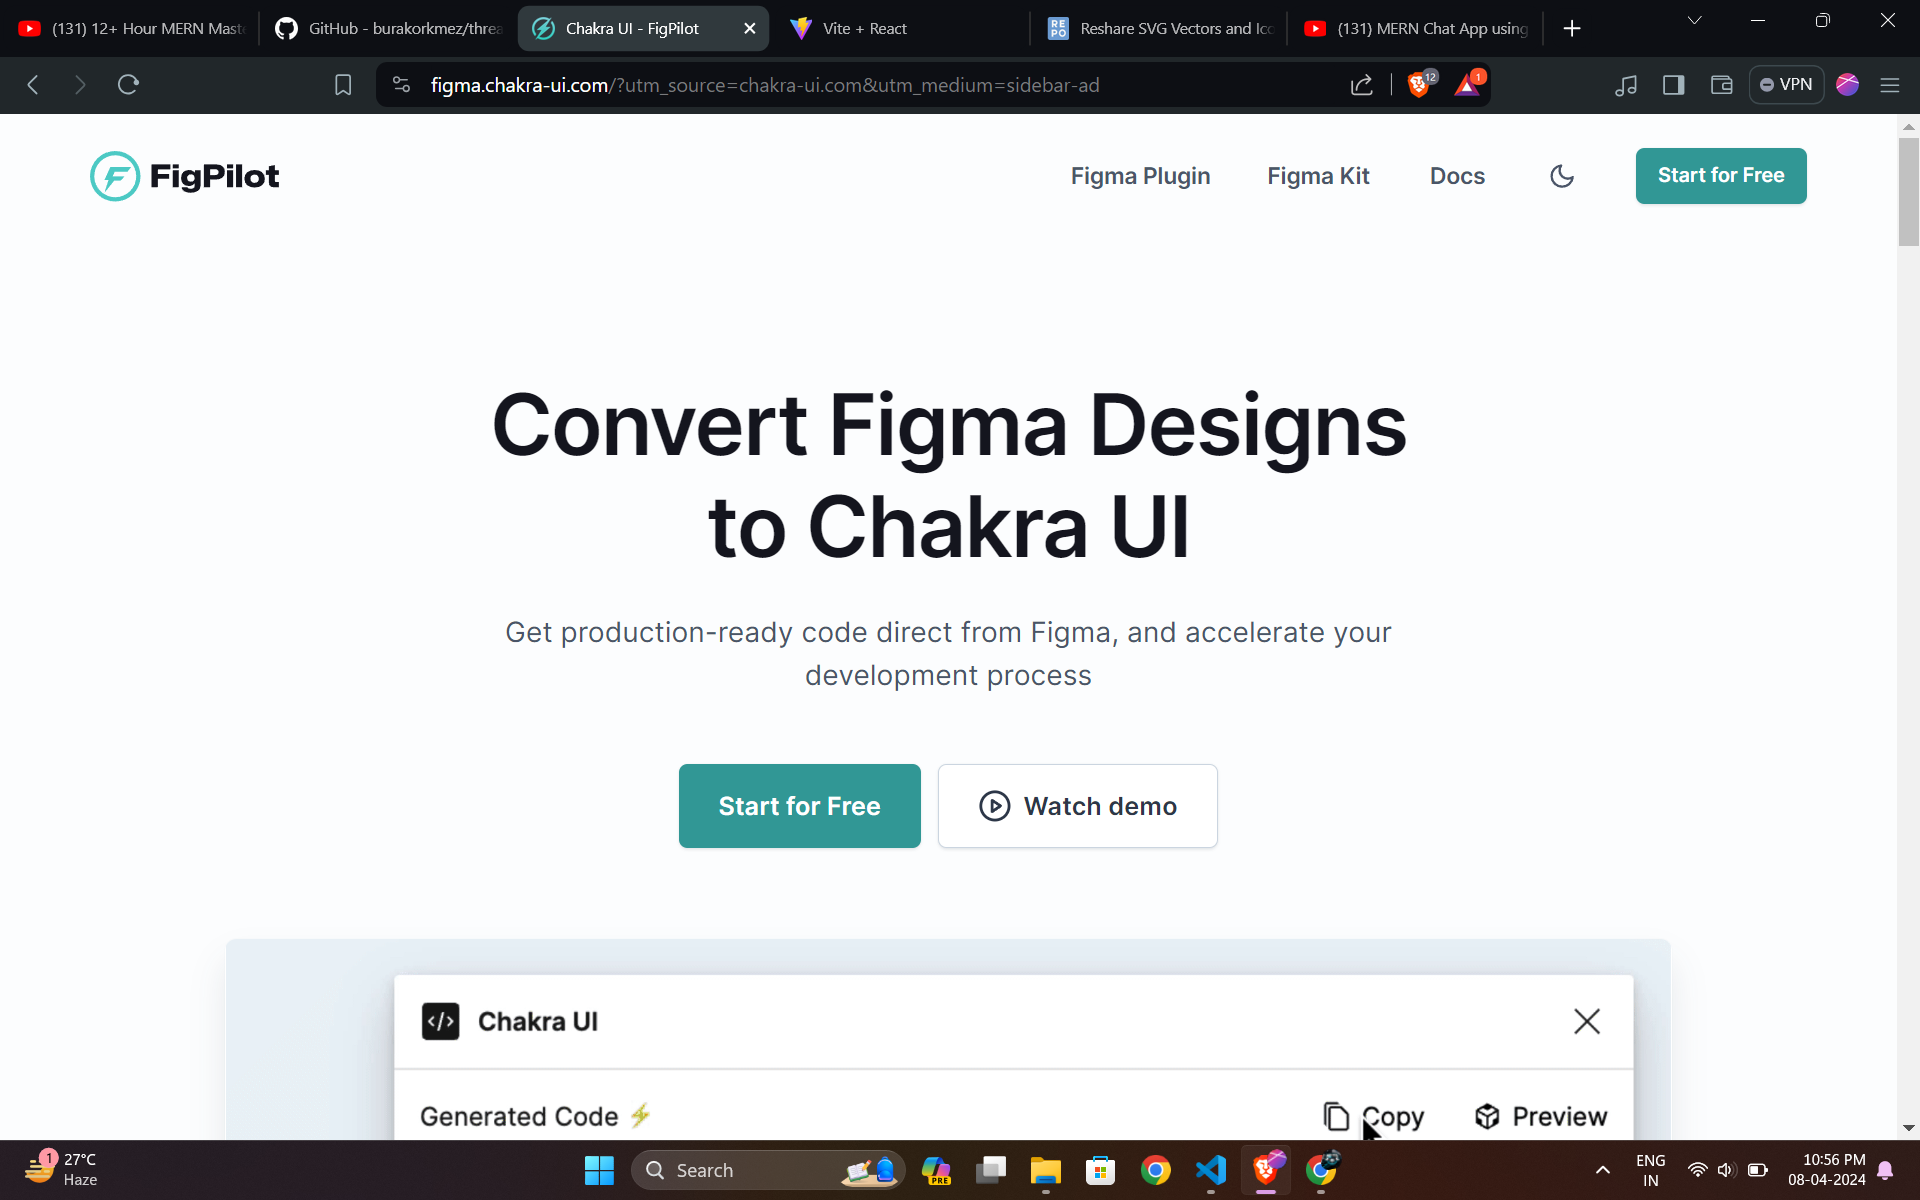 (131) 12+ Hour MERN Mast
GitHub - burakorkmez/threa
Chakra UI - FigPilot
Vite + React
RE
PO
Reshare SVG Vectors and Ico
(131) MERN Chat App using
figma.chakra-ui.com/?utm_source=chakra-ui.com&utm_medium=sidebar-ad
12
1
VPN
FigPilot
Figma Plugin
Figma Kit
Docs
Start for Free
Convert Figma Designs
to Chakra UI
Get production-ready code direct from Figma, and accelerate your
development process
Start for Free
Watch demo
</> Chakra UI
Generated Code ⚡
Copy
Preview
1
27°C
Haze
Search
PRE
ENG
IN
10:56 PM
08-04-2024